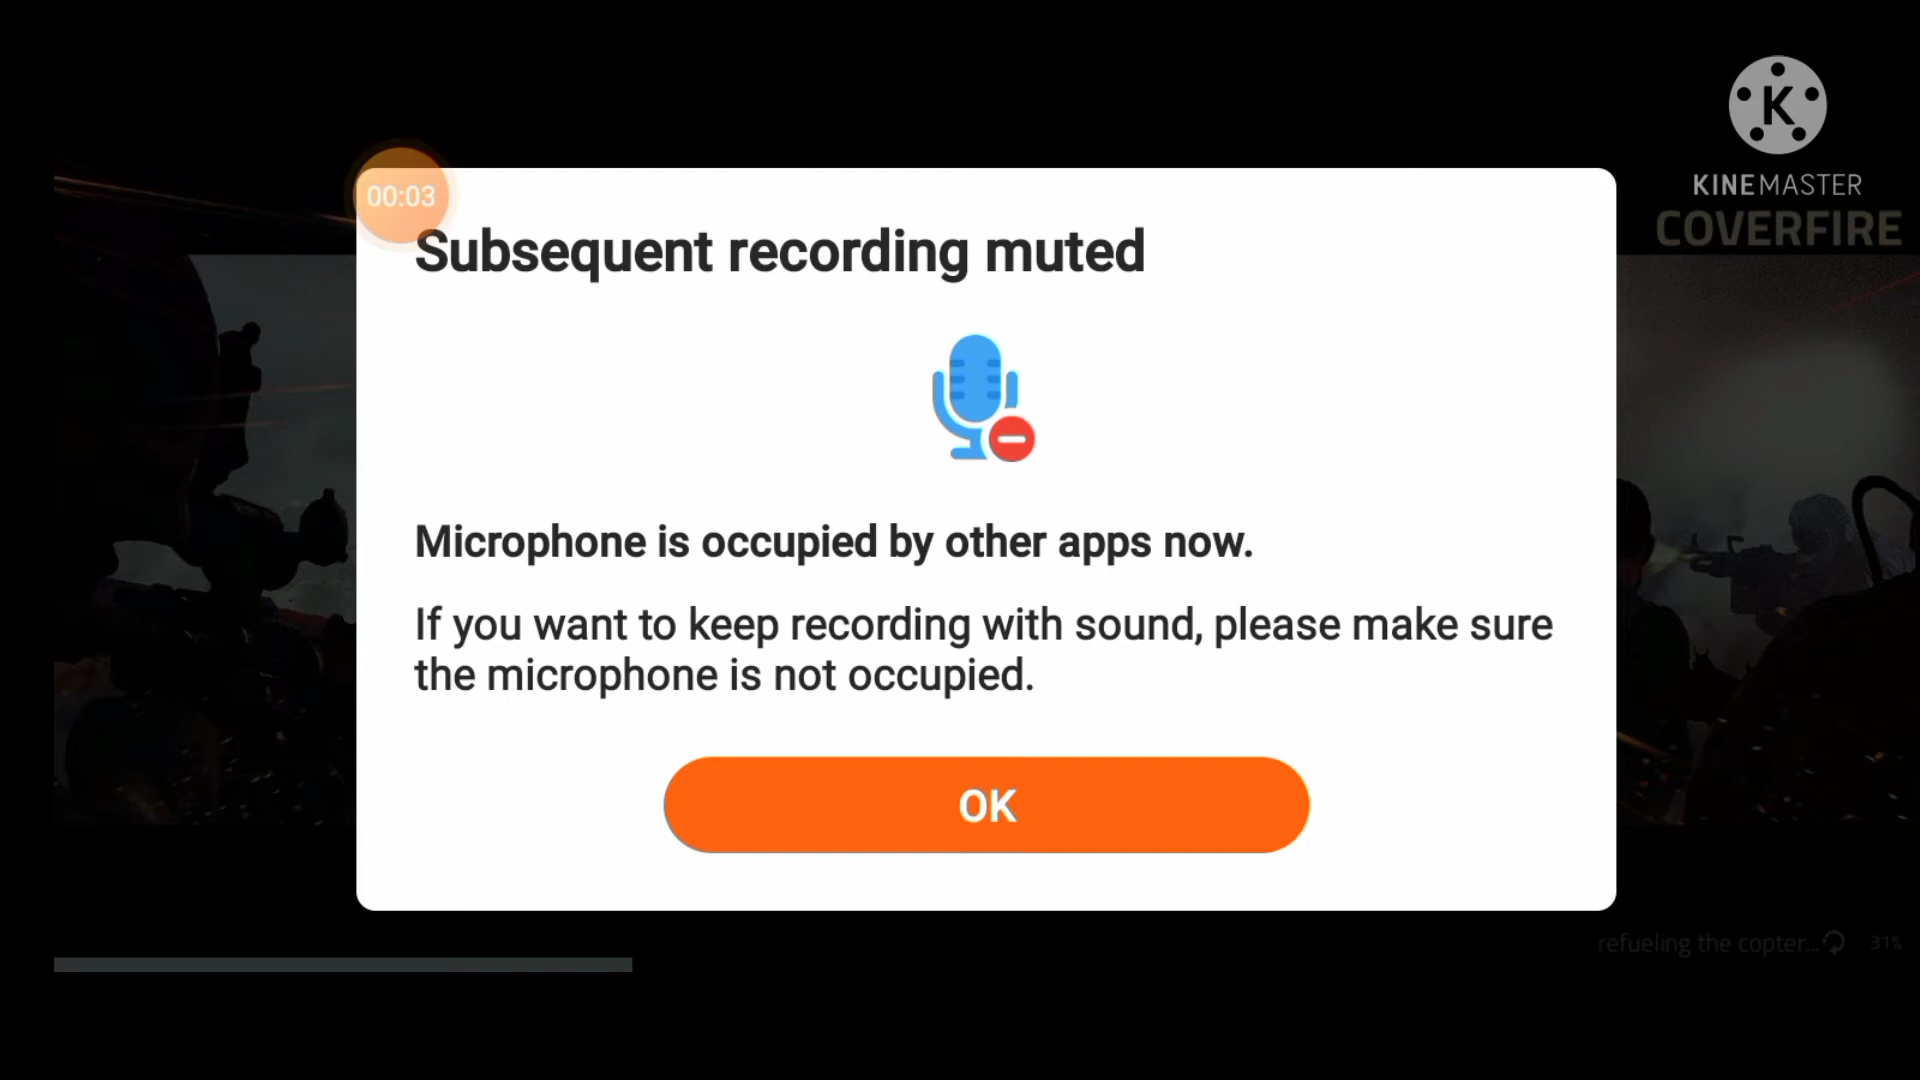 K
KINEMASTER
COVERFIRE
00:03
Subsequent recording muted
Microphone is occupied by other apps now.
If you want to keep recording with sound, please make sure
the microphone is not occupied.
OK
refueling the copter... 31%